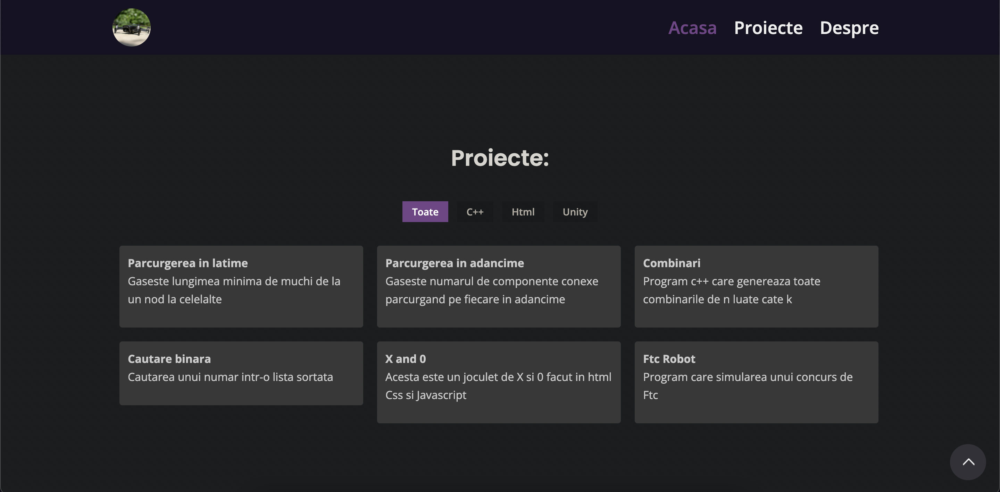 Acasa Proiecte Despre
Proiecte:
Toate C++ Html Unity
Parcurgerea in latime
Gaseste lungimea minima de muchi de la
un nod la celelalte
Parcurgerea in adancime
Gaseste numarul de componente conexe
parcurgand pe fiecare in adancime
Combinari
Program c++ care genereaza toate
combinarile de n luate cate k
Cautare binara
Cautarea unui numar intr-o lista sortata
X and 0
Acesta este un joculet de X si 0 facut in html
Css si Javascript
Ftc Robot
Program care simularea unui concurs de
Ftc